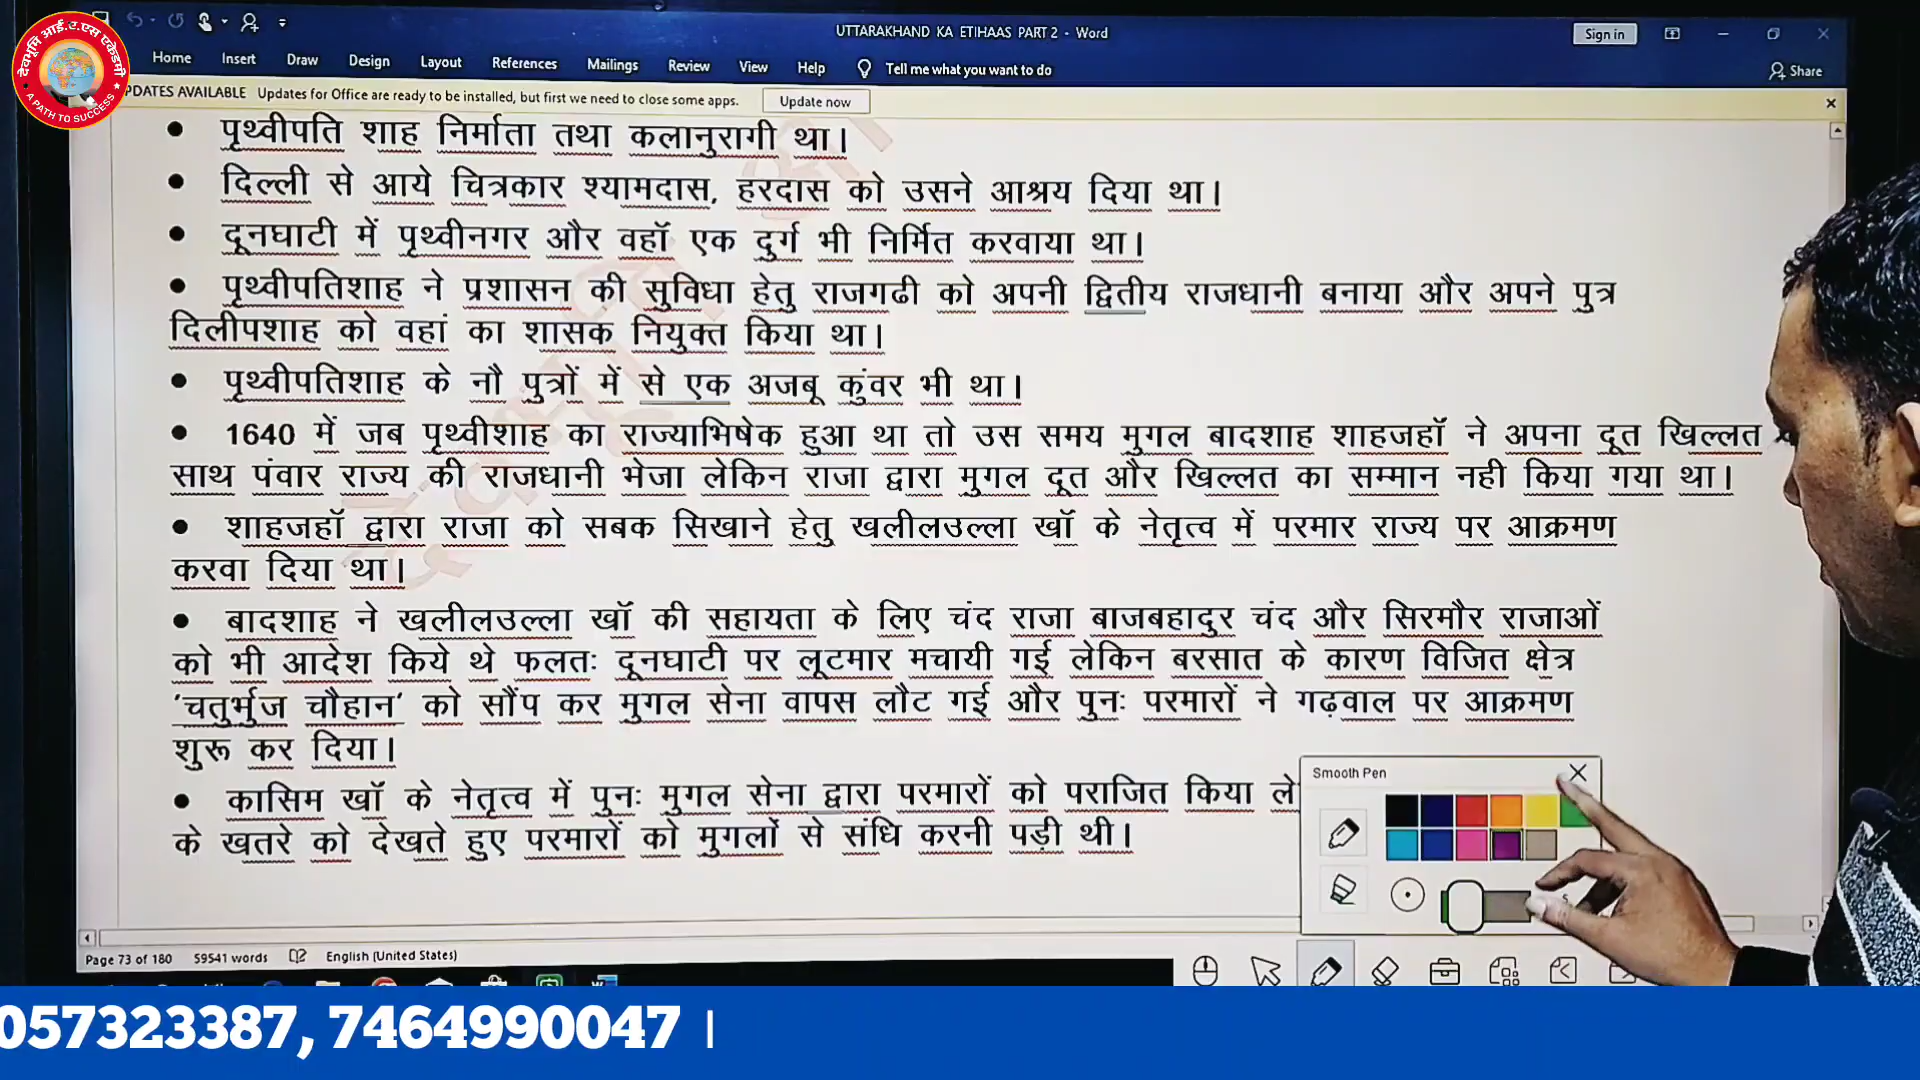 UTTARAKHAND KA ETIHAAS PART 2 - Word
Sign in
Home Insert Draw Design Layout References Mailings Review View Help Tell me what you want to do
Share
PDATES AVAILABLE Updates for Office are ready to be installed, but first we need to close some apps. Update now
देवभूमि आई.ए.एस एकेडमी
A PATH TO SUCCESS
• पृथ्वीपति शाह निर्माता तथा कलानुरागी था।
• दिल्ली से आये चित्रकार श्यामदास, हरदास को उसने आश्रय दिया था।
• दूनघाटी में पृथ्वीनगर और वहॉ एक दुर्ग भी निर्मित करवाया था।
• पृथ्वीपतिशाह ने प्रशासन की सुविधा हेतु राजगढी को अपनी द्वितीय राजधानी बनाया और अपने पुत्र
दिलीपशाह को वहां का शासक नियुक्त किया था।
• पृथ्वीपतिशाह के नौ पुत्रों में से एक अजबू कुंवर भी था।
• 1640 में जब पृथ्वीशाह का राज्याभिषेक हुआ था तो उस समय मुगल बादशाह शाहजहॉ ने अपना दूत खिल्लत
साथ पंवार राज्य की राजधानी भेजा लेकिन राजा द्वारा मुगल दूत और खिल्लत का सम्मान नही किया गया था।
• शाहजहॉ द्वारा राजा को सबक सिखाने हेतु खलीलउल्ला खॉ के नेतृत्व में परमार राज्य पर आक्रमण
करवा दिया था।
• बादशाह ने खलीलउल्ला खॉ की सहायता के लिए चंद राजा बाजबहादुर चंद और सिरमौर राजाओं
को भी आदेश किये थे फलतः दूनघाटी पर लूटमार मचायी गई लेकिन बरसात के कारण विजित क्षेत्र
'चतुर्भुज चौहान' को सौंप कर मुगल सेना वापस लौट गई और पुनः परमारों ने गढ़वाल पर आक्रमण
शुरू कर दिया।
• कासिम खॉ के नेतृत्व में पुनः मुगल सेना द्वारा परमारों को पराजित किया ले
के खतरे को देखते हुए परमारों को मुगलों से संधि करनी पड़ी थी।
Smooth Pen
Page 73 of 180 59541 words English (United States)
057323387, 7464990047 |